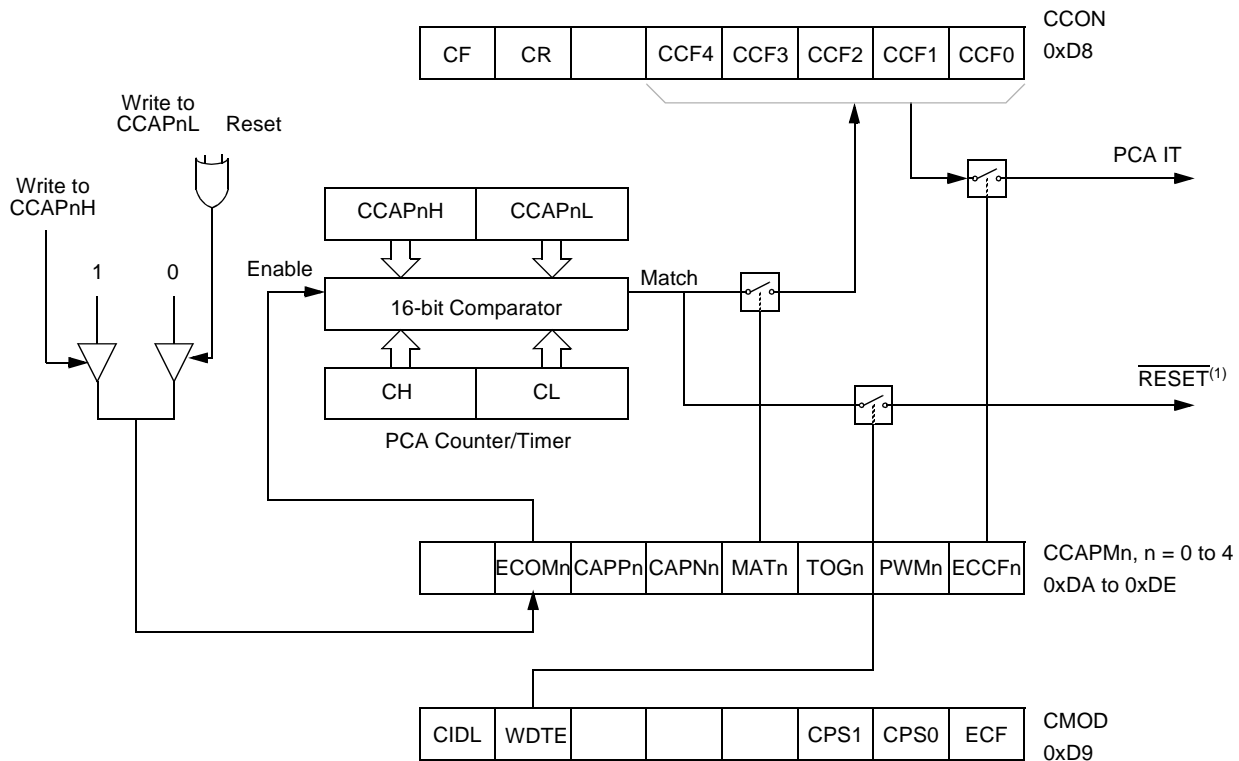 CCON
0xD8
CF CR CCF4 CCF3 CCF2 CCF1 CCF0
Write to
CCAPnL Reset
PCA IT
Write to
CCAPnH
CCAPnH CCAPnL
1 0 Enable
Match
16-bit Comparator
CH CL
RESET(1)
PCA Counter/Timer
ECOMn CAPPn CAPNn MATn TOGn PWMn ECCFn
CCAPMn, n = 0 to 4
0xDA to 0xDE
CIDL WDTE CPS1 CPS0 ECF
CMOD
0xD9